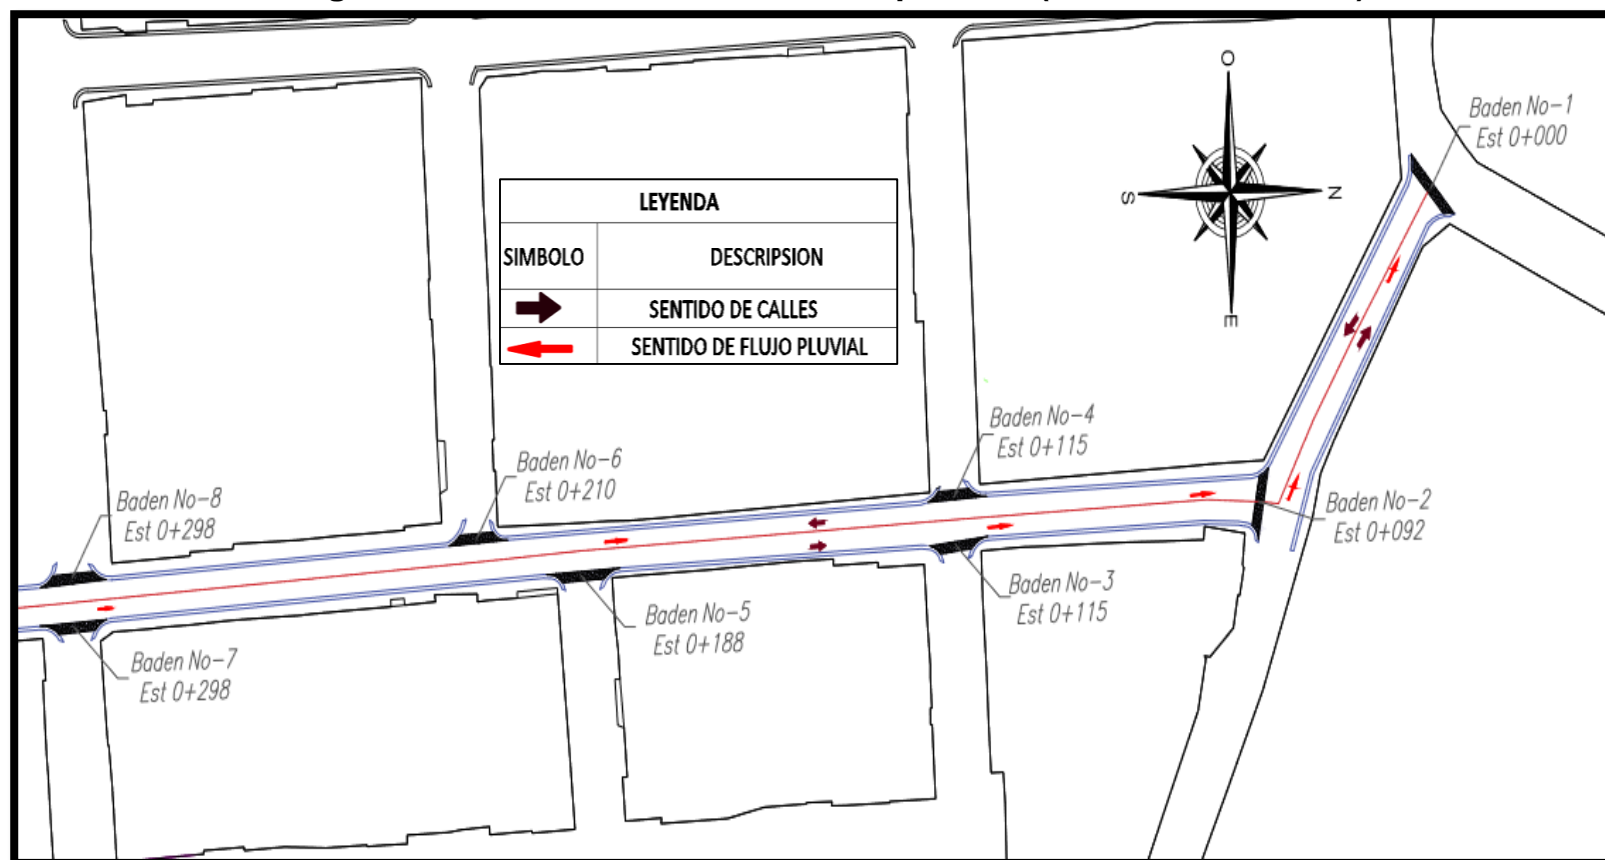 Baden No-1
Est 0+000
O
S
N
E
LEYENDA
SIMBOLO
DESCRIPSION
SENTIDO DE CALLES
SENTIDO DE FLUJO PLUVIAL
Baden No-4
Est 0+115
Baden No-6
Est 0+210
Baden No-8
Est 0+298
Baden No-2
Est 0+092
Baden No-3
Est 0+115
Baden No-5
Est 0+188
Baden No-7
Est 0+298